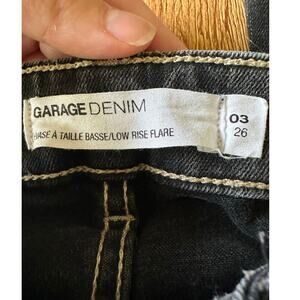 GARAGE DENIM
ÉVASÉ À TAILLE BASSE/LOW RISE FLARE
03
26